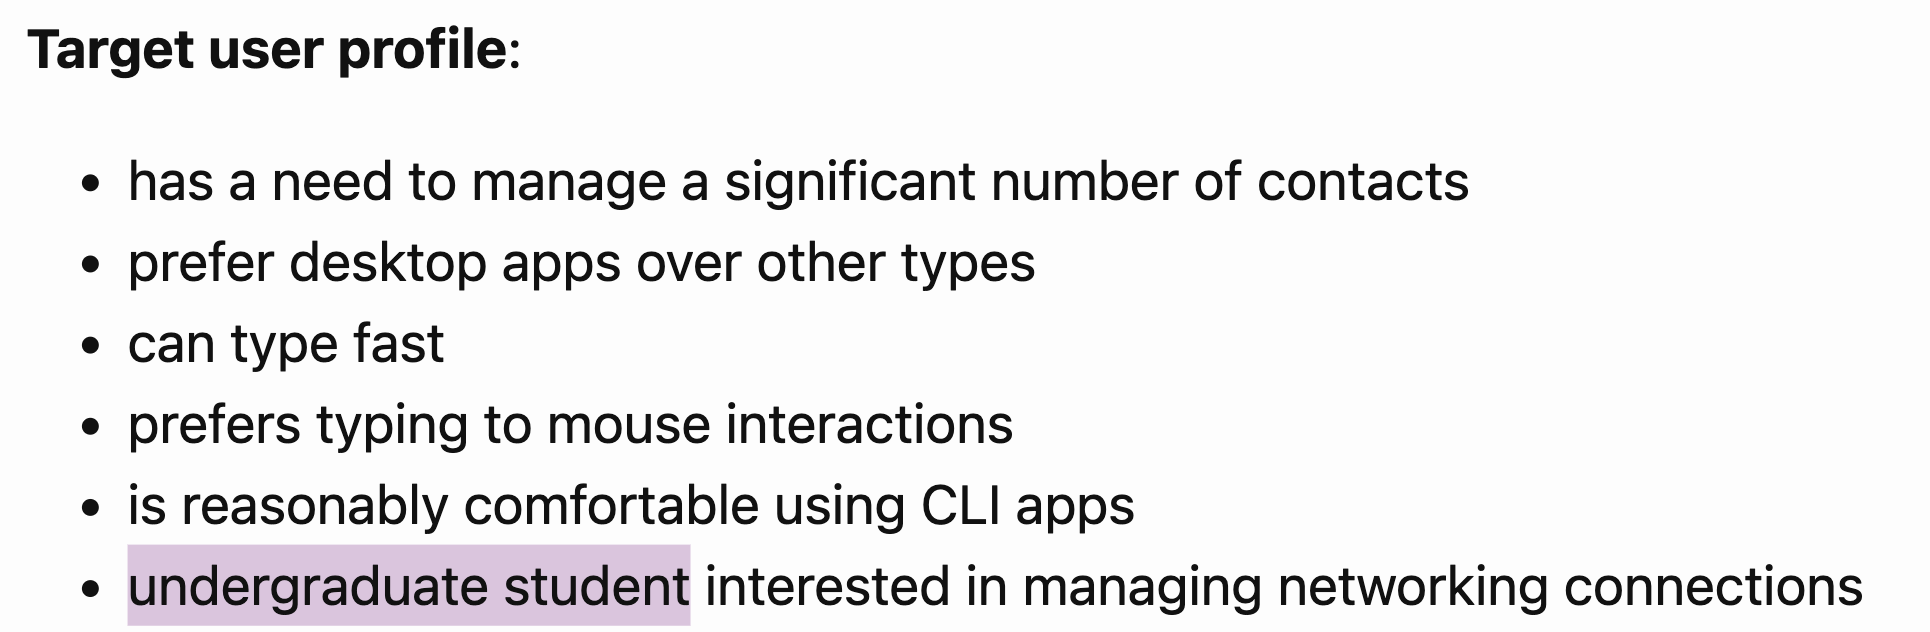 Target user profile:
• has a need to manage a significant number of contacts
• prefer desktop apps over other types
• can type fast
• prefers typing to mouse interactions
• is reasonably comfortable using CLI apps
• undergraduate student interested in managing networking connections